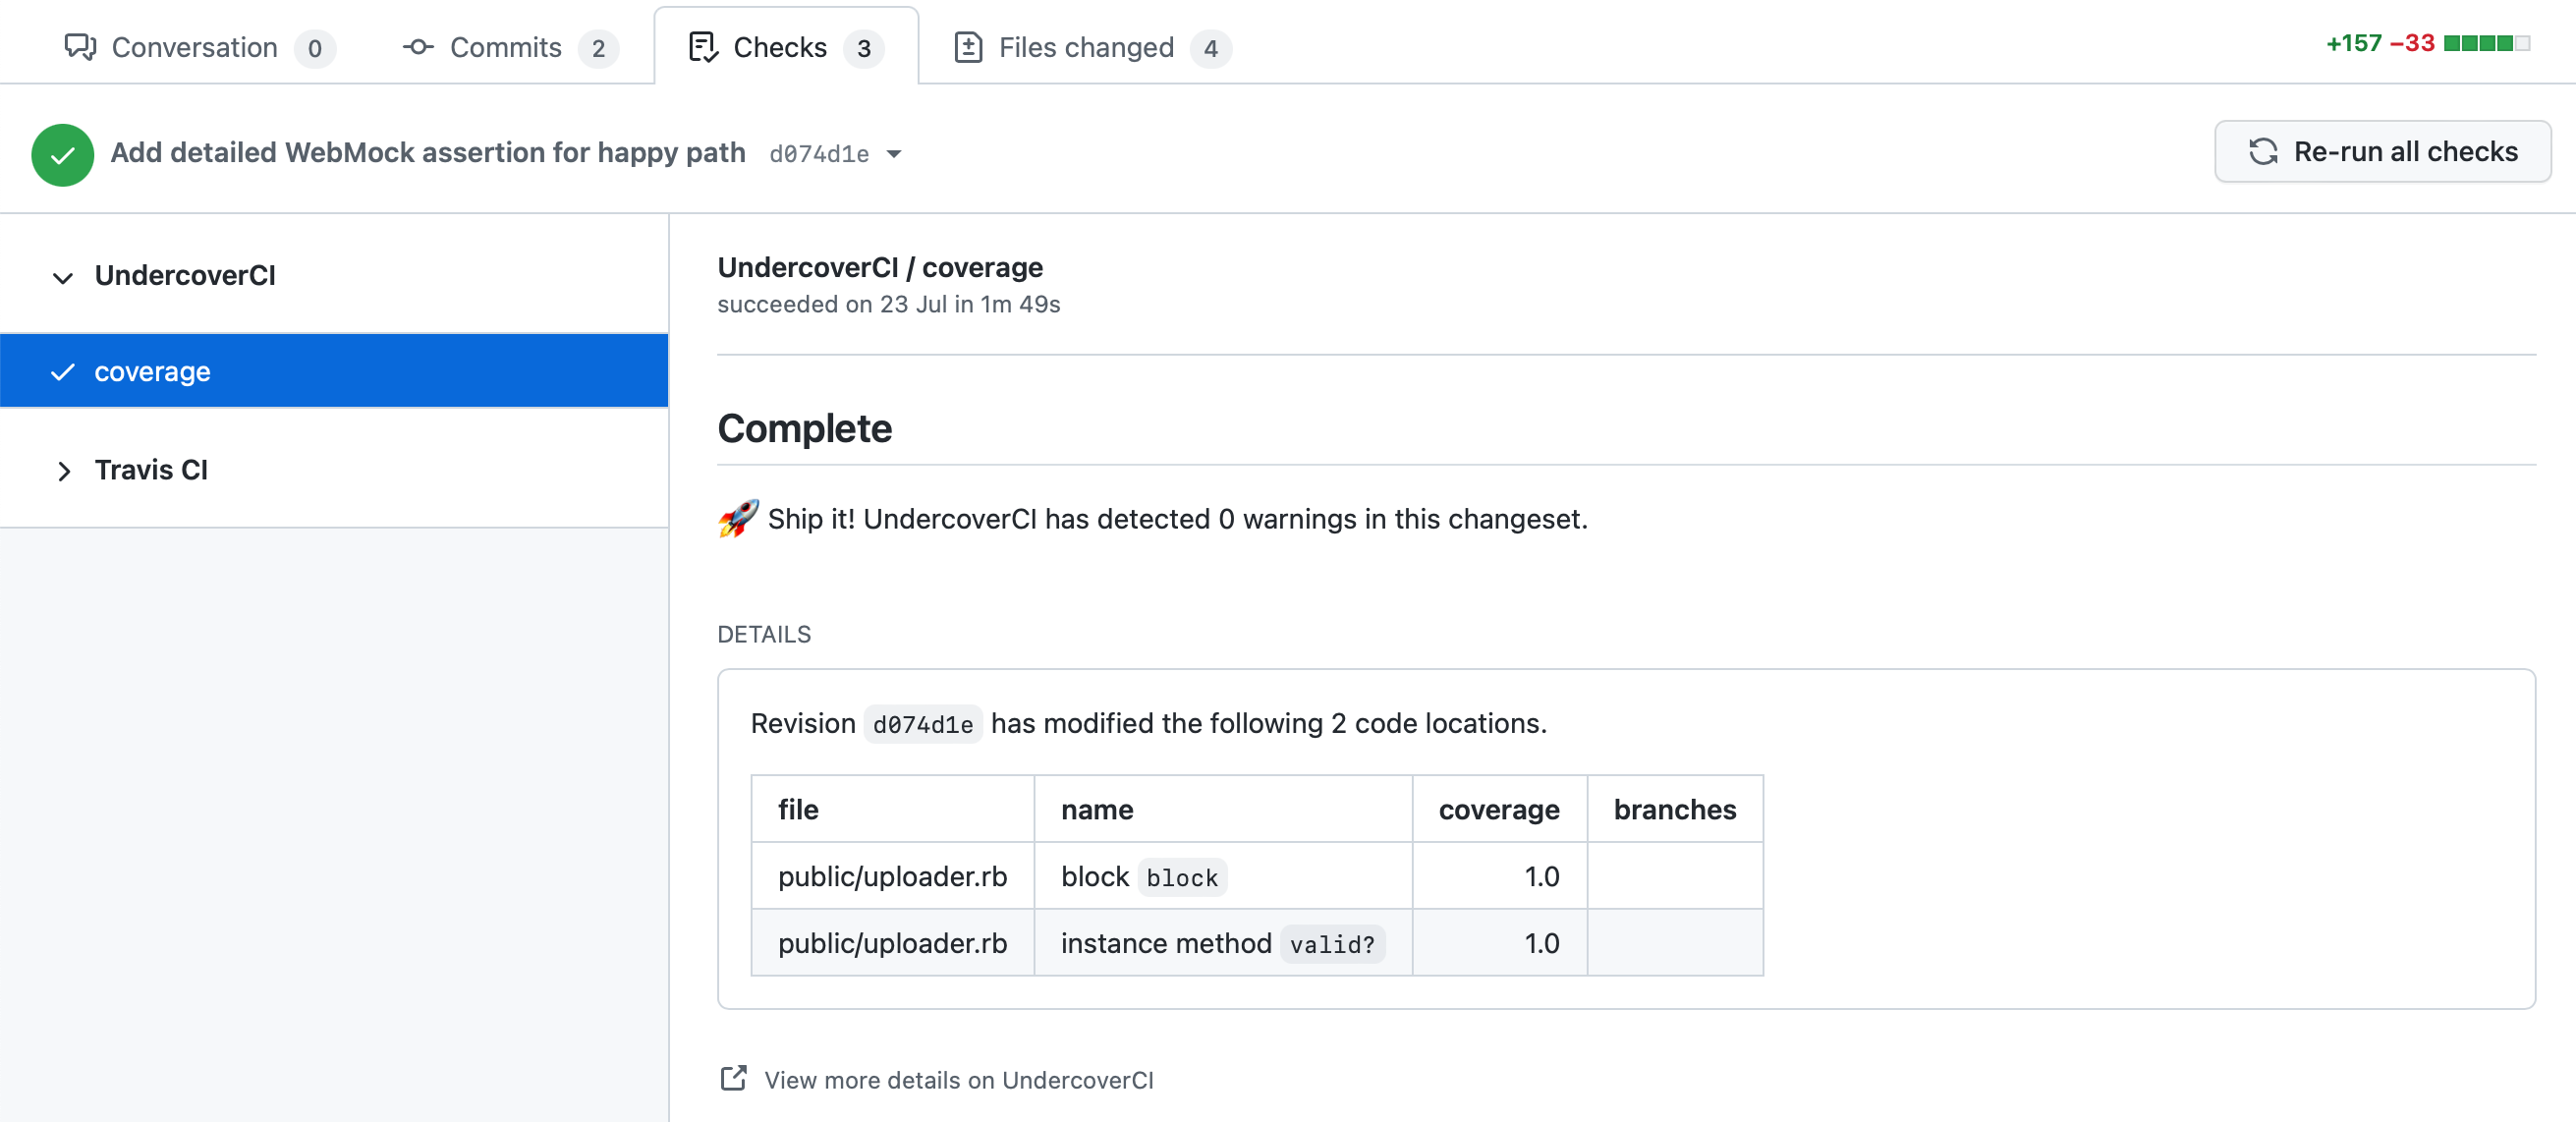 Conversation 0 Commits 2 Checks 3 Files changed 4 +157 −33
Add detailed WebMock assertion for happy path d074d1e Re-run all checks
UndercoverCI
coverage
Travis CI
UndercoverCI / coverage
succeeded on 23 Jul in 1m 49s
Complete
🚀 Ship it! UndercoverCI has detected 0 warnings in this changeset.
DETAILS
Revision d074d1e has modified the following 2 code locations.
file name coverage branches
public/uploader.rb block block 1.0
public/uploader.rb instance method valid? 1.0
View more details on UndercoverCI